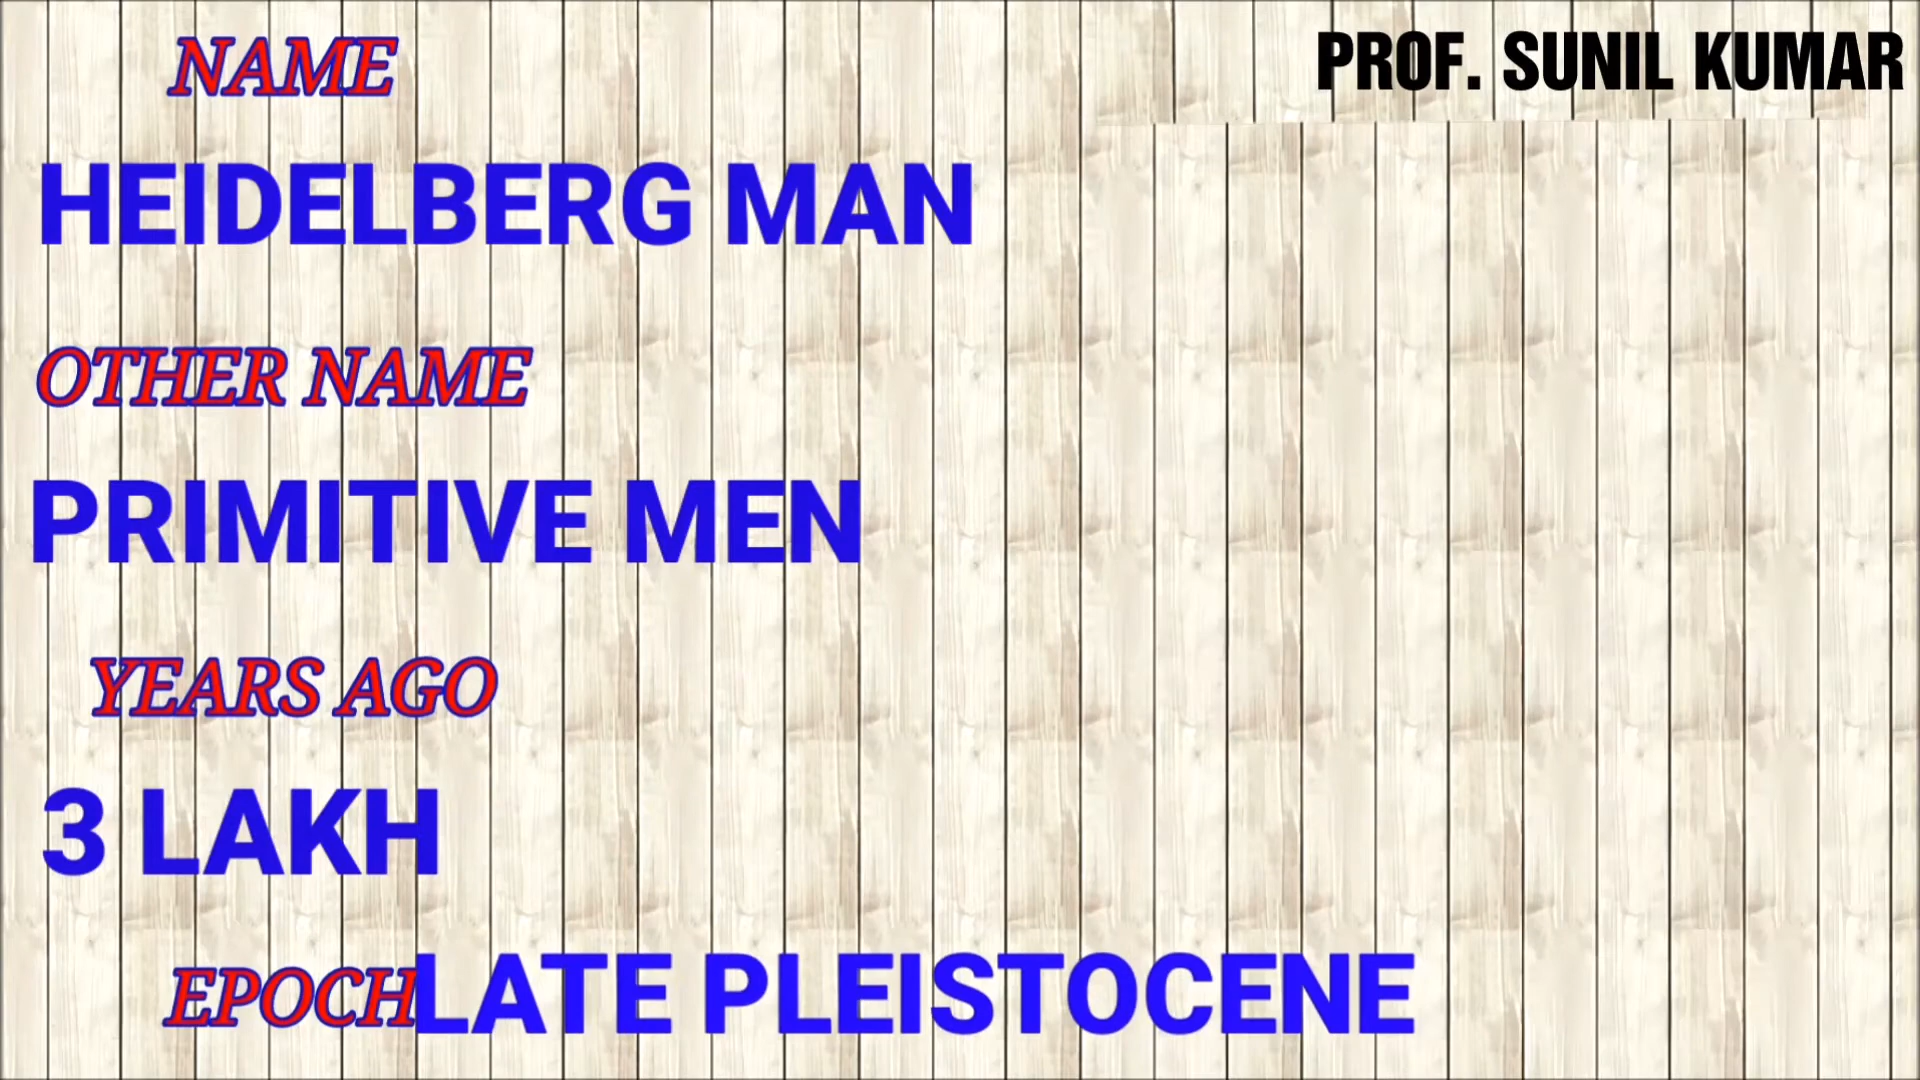 NAME
PROF. SUNIL KUMAR
HEIDELBERG MAN
OTHER NAME
PRIMITIVE MEN
YEARS AGO
3 LAKH
EPOCH LATE PLEISTOCENE